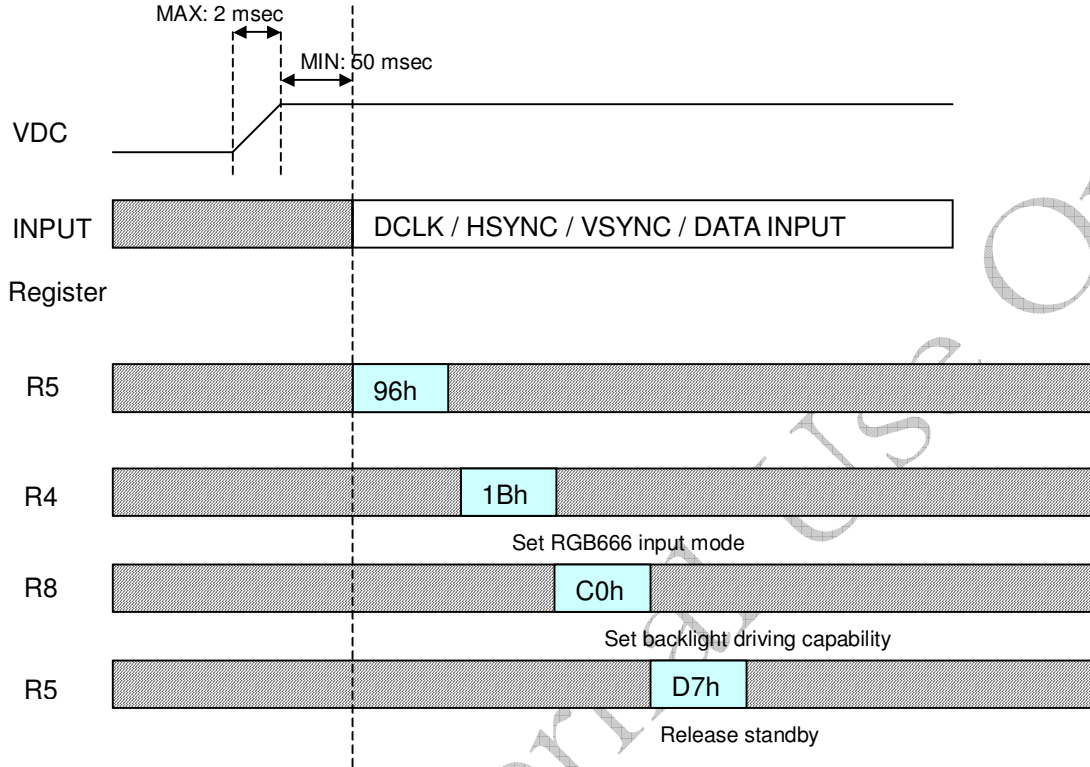 MAX: 2 msec
MIN: 50 msec
VDC
INPUT
DCLK / HSYNC / VSYNC / DATA INPUT
Register
R5
96h
R4
1Bh
Set RGB666 input mode
R8
C0h
Set backlight driving capability
R5
D7h
Release standby
Use